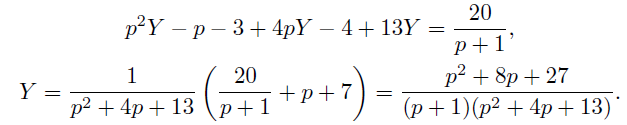 p²Y − p − 3 + 4pY − 4 + 13Y = 20/(p + 1),
Y = 1/(p² + 4p + 13) (20/(p + 1) + p + 7) = (p² + 8p + 27)/((p + 1)(p² + 4p + 13)).